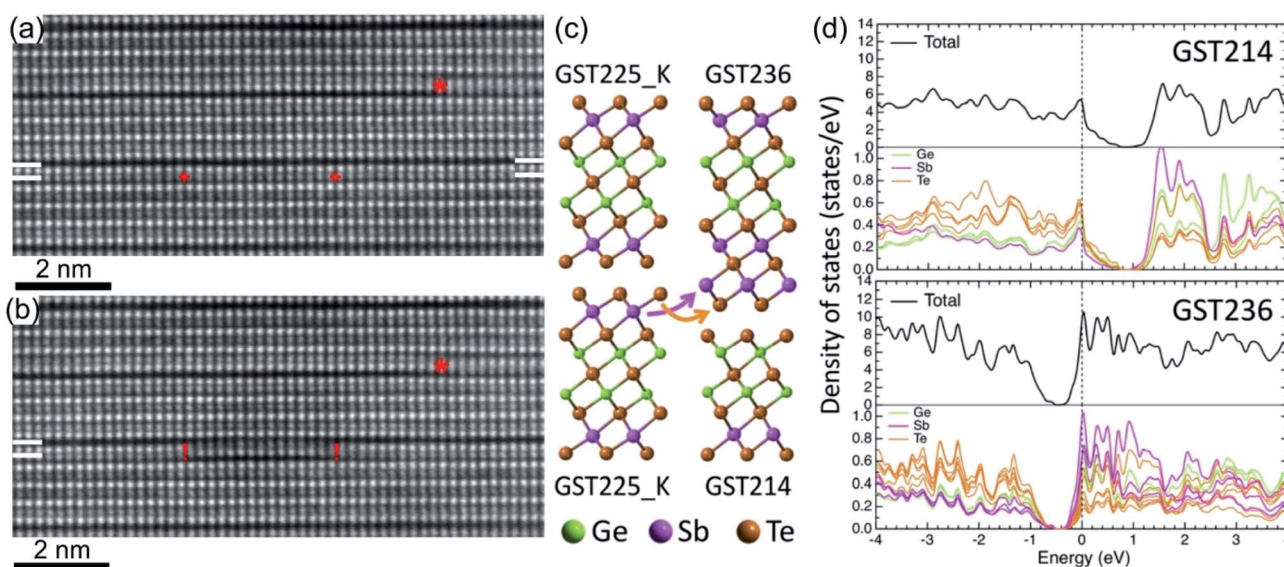 (a)
*
+ +
2 nm
(b)
*
! !
2 nm
(c)
GST225_K GST236
GST225_K GST214
Ge Sb Te
(d)
Density of states (states/eV)
14
12
10
8
6
4
2
0
Total
GST214
1.0
0.8
0.6
0.4
0.2
0.0
Ge
Sb
Te
14
12
10
8
6
4
2
0
Total
GST236
1.0
0.8
0.6
0.4
0.2
0.0
Ge
Sb
Te
-4 -3 -2 -1 0 1 2 3 4
Energy (eV)